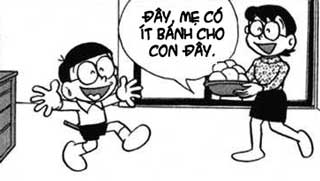 ĐÂY, MẸ CÓ
ÍT BÁNH CHO
CON ĐÂY.